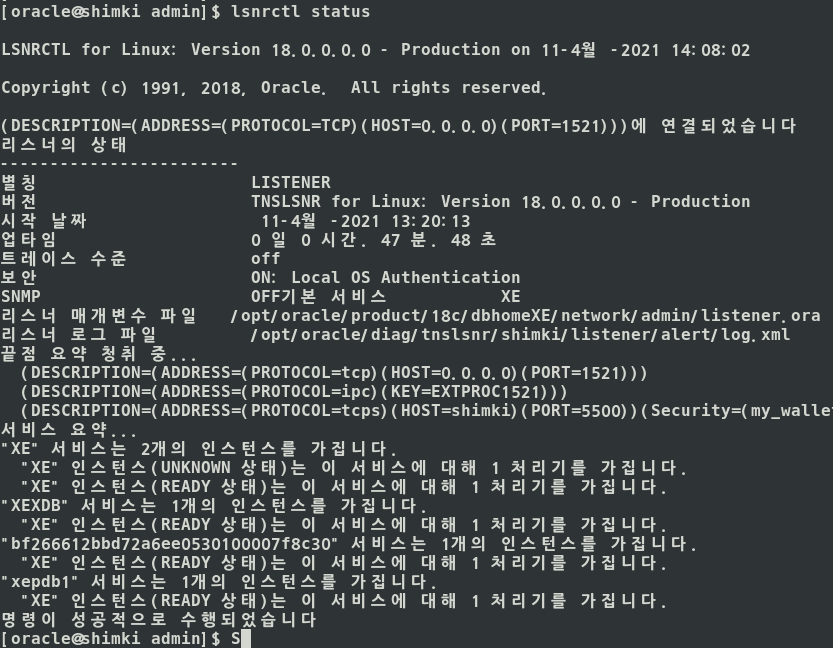 [oracle@shimki admin]$ lsnrctl status
LSNRCTL for Linux: Version 18.0.0.0.0 - Production on 11-4월 -2021 14:08:02
Copyright (c) 1991, 2018, Oracle.  All rights reserved.
(DESCRIPTION=(ADDRESS=(PROTOCOL=TCP)(HOST=0.0.0.0)(PORT=1521)))에 연결되었습니다
리스너의 상태
------------------------
별칭                     LISTENER
버전                     TNSLSNR for Linux: Version 18.0.0.0.0 - Production
시작 날짜                 11-4월 -2021 13:20:13
업타임                   0 일 0 시간. 47 분. 48 초
트레이스 수준            off
보안                     ON: Local OS Authentication
SNMP                     OFF기본 서비스           XE
리스너 매개변수 파일   /opt/oracle/product/18c/dbhomeXE/network/admin/listener.ora
리스너 로그 파일         /opt/oracle/diag/tnslsnr/shimki/listener/alert/log.xml
끝점 요약 청취 중...
  (DESCRIPTION=(ADDRESS=(PROTOCOL=tcp)(HOST=0.0.0.0)(PORT=1521)))
  (DESCRIPTION=(ADDRESS=(PROTOCOL=ipc)(KEY=EXTPROC1521)))
  (DESCRIPTION=(ADDRESS=(PROTOCOL=tcps)(HOST=shimki)(PORT=5500))(Security=(my_wallet
서비스 요약...
"XE" 서비스는 2개의 인스턴스를 가집니다.
  "XE" 인스턴스(UNKNOWN 상태)는 이 서비스에 대해 1 처리기를 가집니다.
  "XE" 인스턴스(READY 상태)는 이 서비스에 대해 1 처리기를 가집니다.
"XEXDB" 서비스는 1개의 인스턴스를 가집니다.
  "XE" 인스턴스(READY 상태)는 이 서비스에 대해 1 처리기를 가집니다.
"bf266612bbd72a6ee0530100007f8c30" 서비스는 1개의 인스턴스를 가집니다.
  "XE" 인스턴스(READY 상태)는 이 서비스에 대해 1 처리기를 가집니다.
"xepdb1" 서비스는 1개의 인스턴스를 가집니다.
  "XE" 인스턴스(READY 상태)는 이 서비스에 대해 1 처리기를 가집니다.
명령이 성공적으로 수행되었습니다
[oracle@shimki admin]$ S